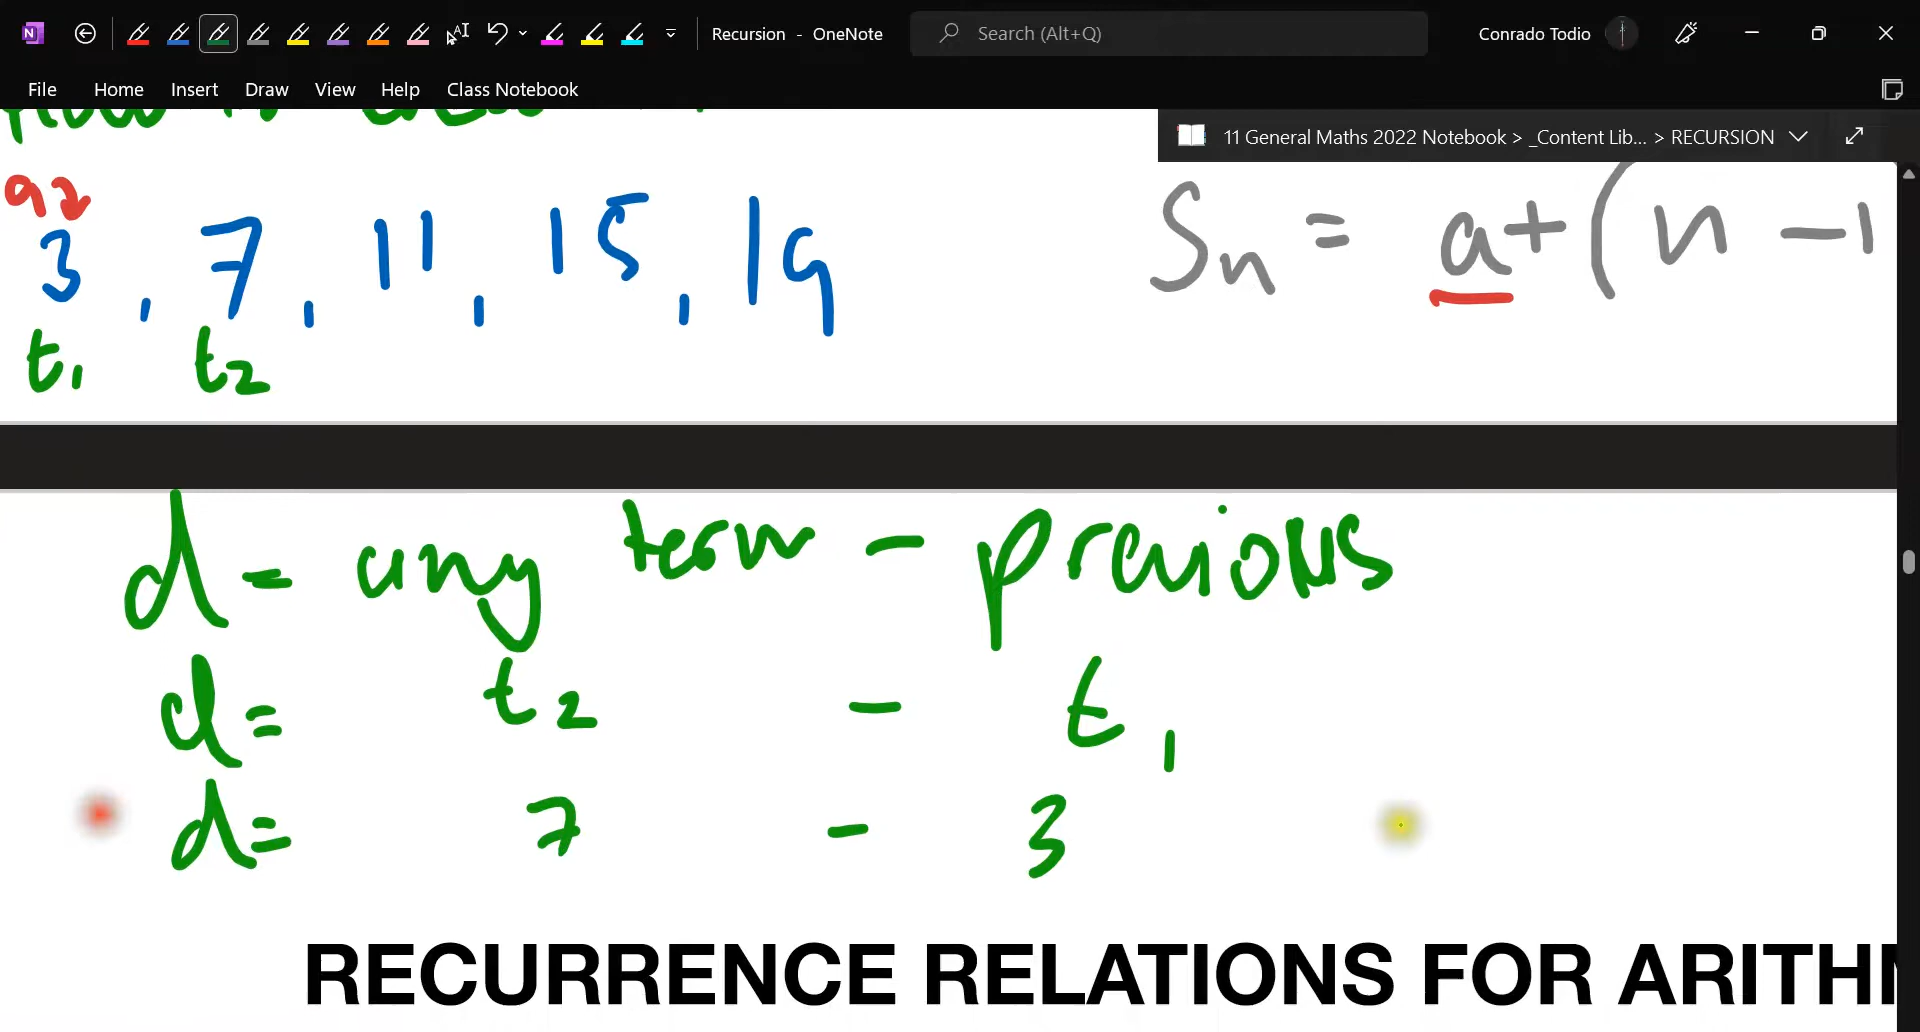 Recursion - OneNote
Search (Alt+Q)
Conrado Todio
File Home Insert Draw View Help Class Notebook
11 General Maths 2022 Notebook > _Content Lib... > RECURSION
3, 7, 11, 15, 19
t₁ t₂
Sₙ = a + (n - 1
d = any term - previous
d = t₂ - t₁
d = 7 - 3
RECURRENCE RELATIONS FOR ARITH